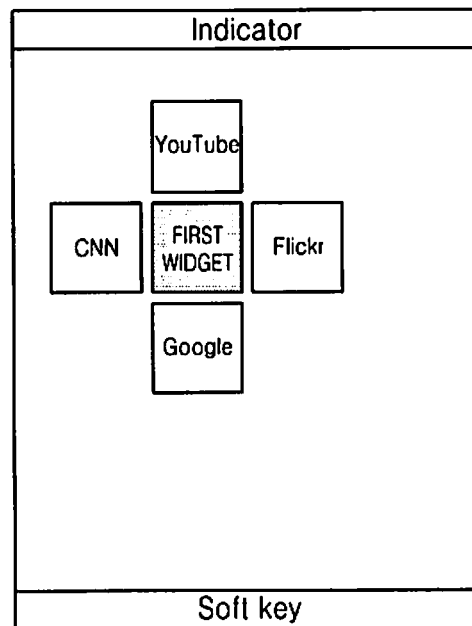 Indicator
YouTube
CNN
FIRST
WIDGET
Flickr
Google
Soft key